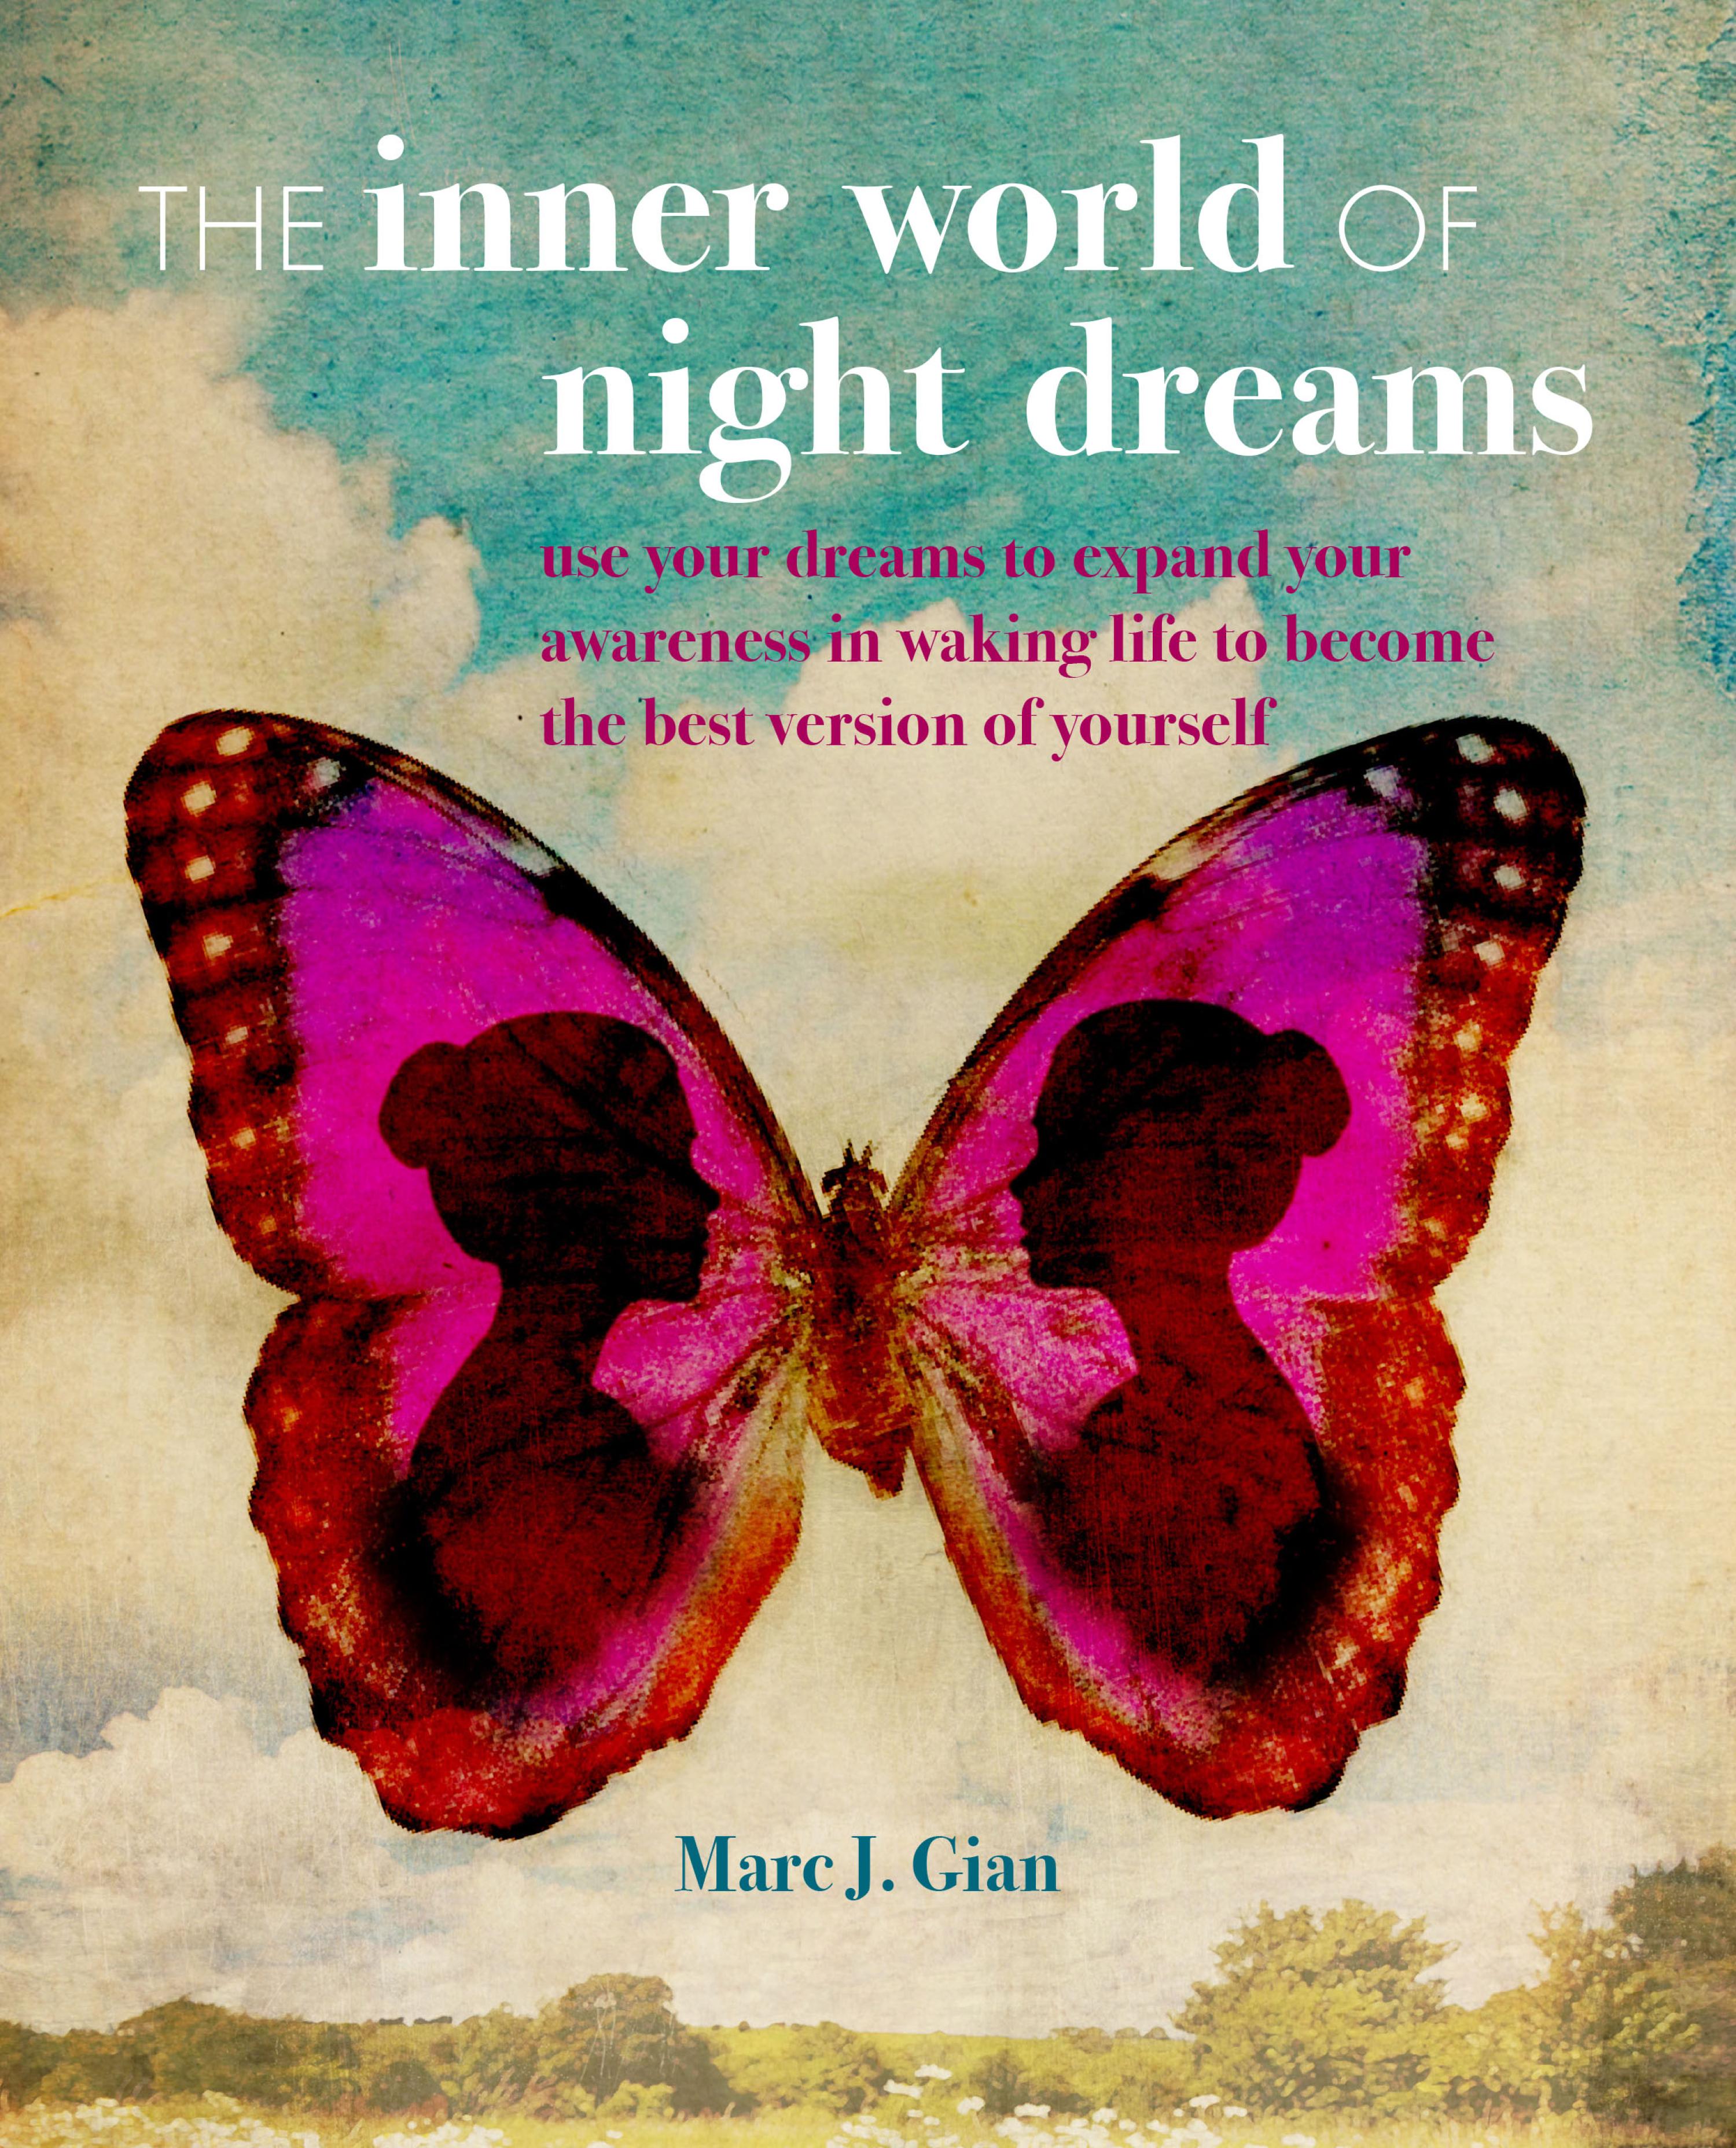 THE inner world OF
night dreams
use your dreams to expand your
awareness in waking life to become
the best version of yourself
Marc J. Gian